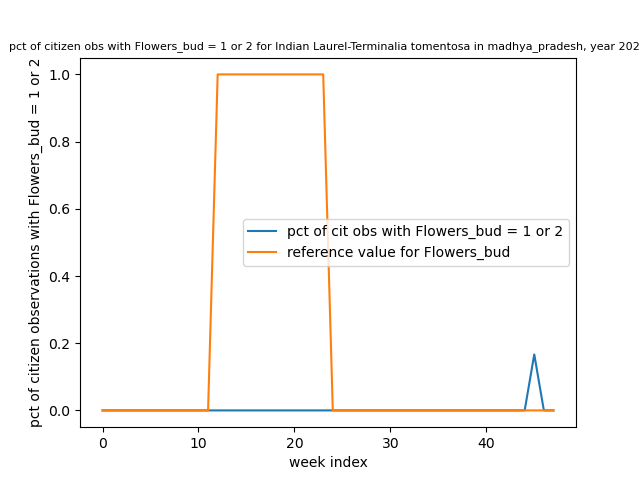 pct of citizen obs with Flowers_bud = 1 or 2 for Indian Laurel-Terminalia tomentosa in madhya_pradesh, year 202
pct of citizen observations with Flowers_bud = 1 or 2
1.0
0.8
0.6
0.4
0.2
0.0
pct of cit obs with Flowers_bud = 1 or 2
reference value for Flowers_bud
0 10 20 30 40
week index